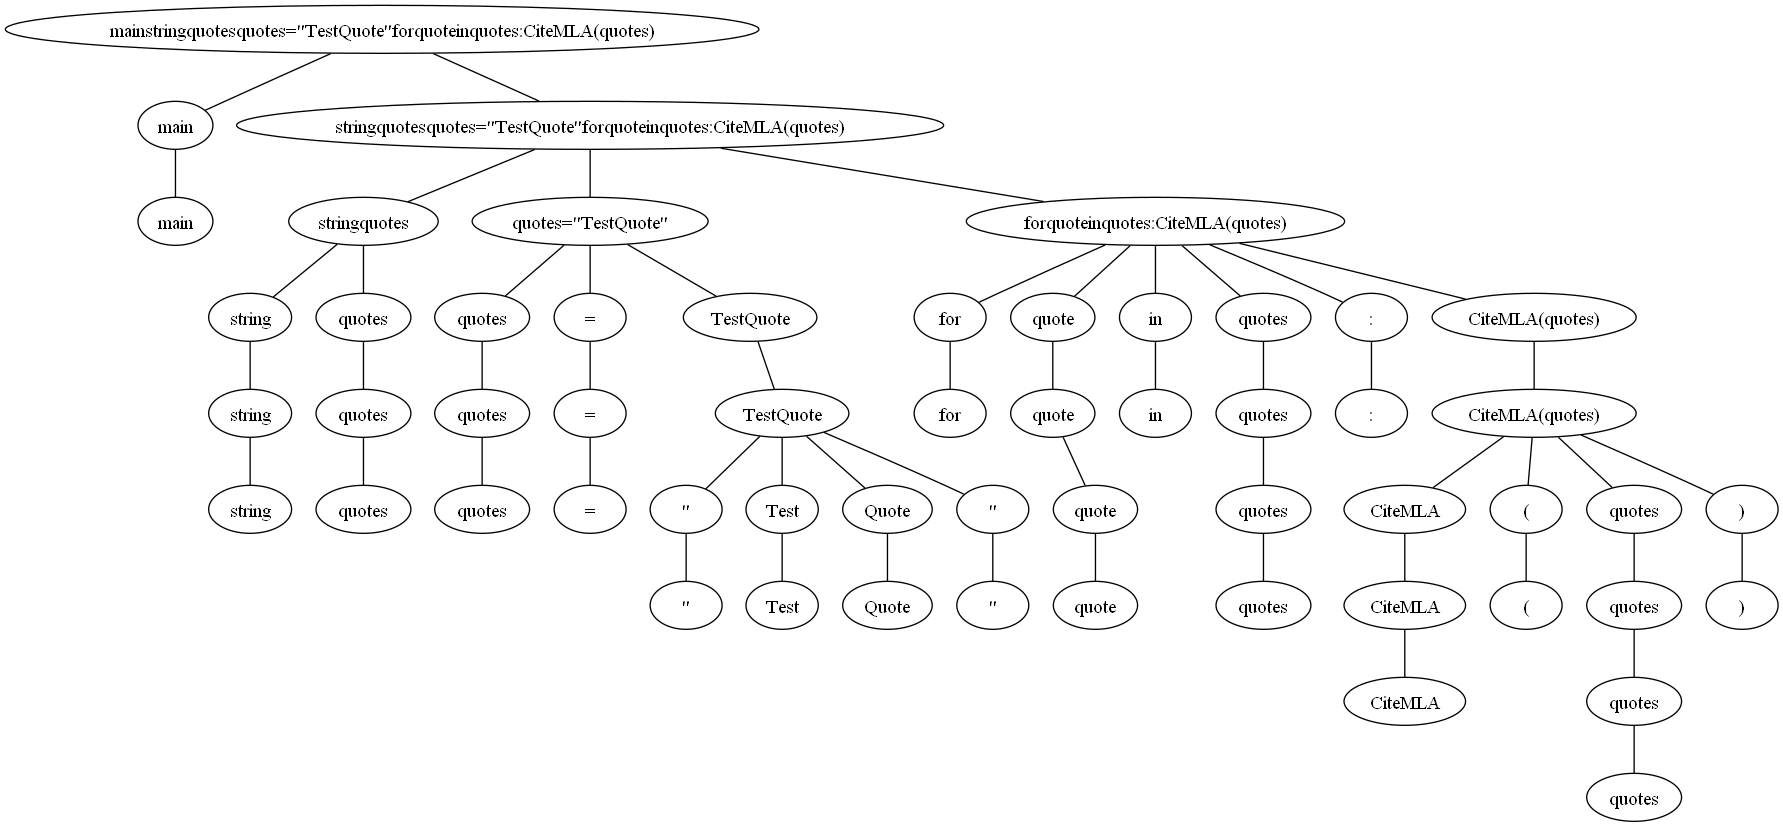 mainstringquotesquotes="TestQuote"forquoteinquotes:CiteMLA(quotes)
main stringquotesquotes="TestQuote"forquoteinquotes:CiteMLA(quotes)
main stringquotes quotes="TestQuote" forquoteinquotes:CiteMLA(quotes)
string quotes quotes = TestQuote for quote in quotes : CiteMLA(quotes)
string quotes quotes = TestQuote for quote in quotes : CiteMLA(quotes)
string quotes quotes = " Test Quote " quote quotes CiteMLA ( quotes )
" Test Quote " quote quotes CiteMLA ( quotes )
CiteMLA quotes
quotes